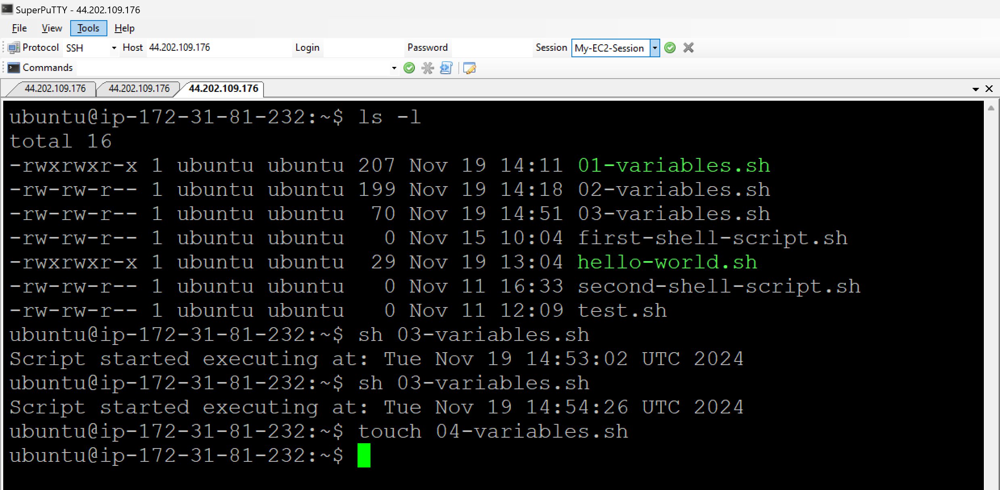 SuperPuTTY - 44.202.109.176
File View Tools Help
Protocol SSH Host 44.202.109.176 Login Password Session My-EC2-Session
Commands
44.202.109.176 44.202.109.176 44.202.109.176
ubuntu@ip-172-31-81-232:~$ ls -l
total 16
-rwxrwxr-x 1 ubuntu ubuntu 207 Nov 19 14:11 01-variables.sh
-rw-rw-r-- 1 ubuntu ubuntu 199 Nov 19 14:18 02-variables.sh
-rw-rw-r-- 1 ubuntu ubuntu  70 Nov 19 14:51 03-variables.sh
-rw-rw-r-- 1 ubuntu ubuntu   0 Nov 15 10:04 first-shell-script.sh
-rwxrwxr-x 1 ubuntu ubuntu  29 Nov 19 13:04 hello-world.sh
-rw-rw-r-- 1 ubuntu ubuntu   0 Nov 11 16:33 second-shell-script.sh
-rw-rw-r-- 1 ubuntu ubuntu   0 Nov 11 12:09 test.sh
ubuntu@ip-172-31-81-232:~$ sh 03-variables.sh
Script started executing at: Tue Nov 19 14:53:02 UTC 2024
ubuntu@ip-172-31-81-232:~$ sh 03-variables.sh
Script started executing at: Tue Nov 19 14:54:26 UTC 2024
ubuntu@ip-172-31-81-232:~$ touch 04-variables.sh
ubuntu@ip-172-31-81-232:~$